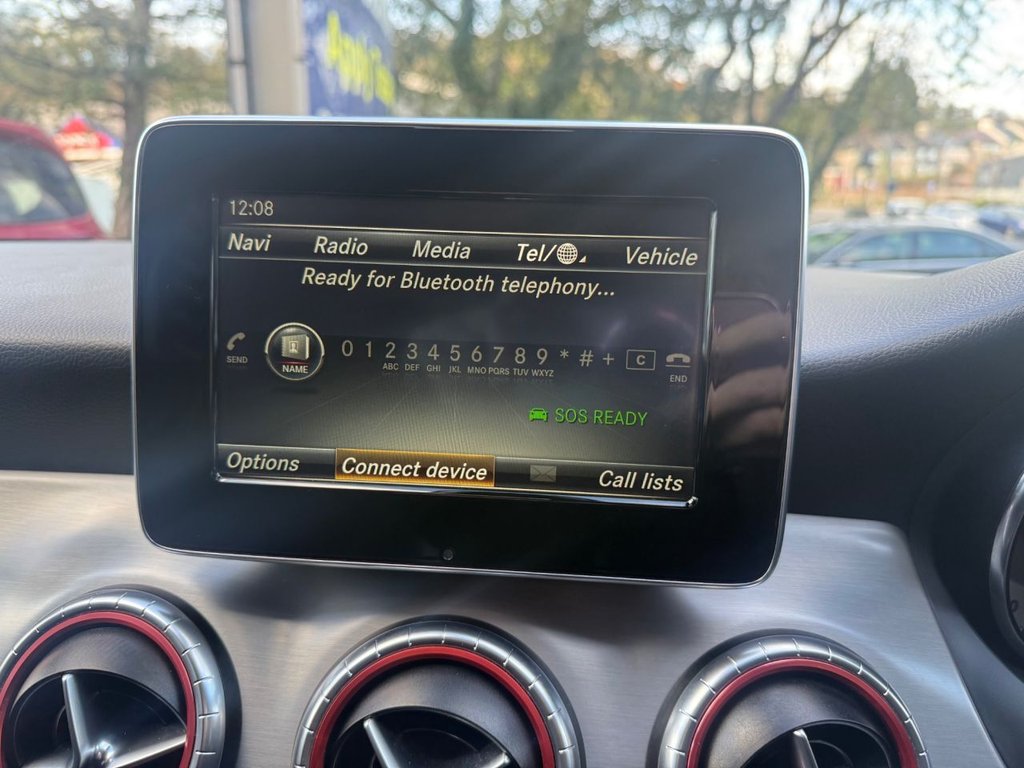 12:08
Navi Radio Media Tel/ Vehicle
Ready for Bluetooth telephony...
SEND NAME 0 1 2 3 4 5 6 7 8 9 * # + C END
ABC DEF GHI JKL MNO PQRS TUV WXYZ
SOS READY
Options Connect device Call lists